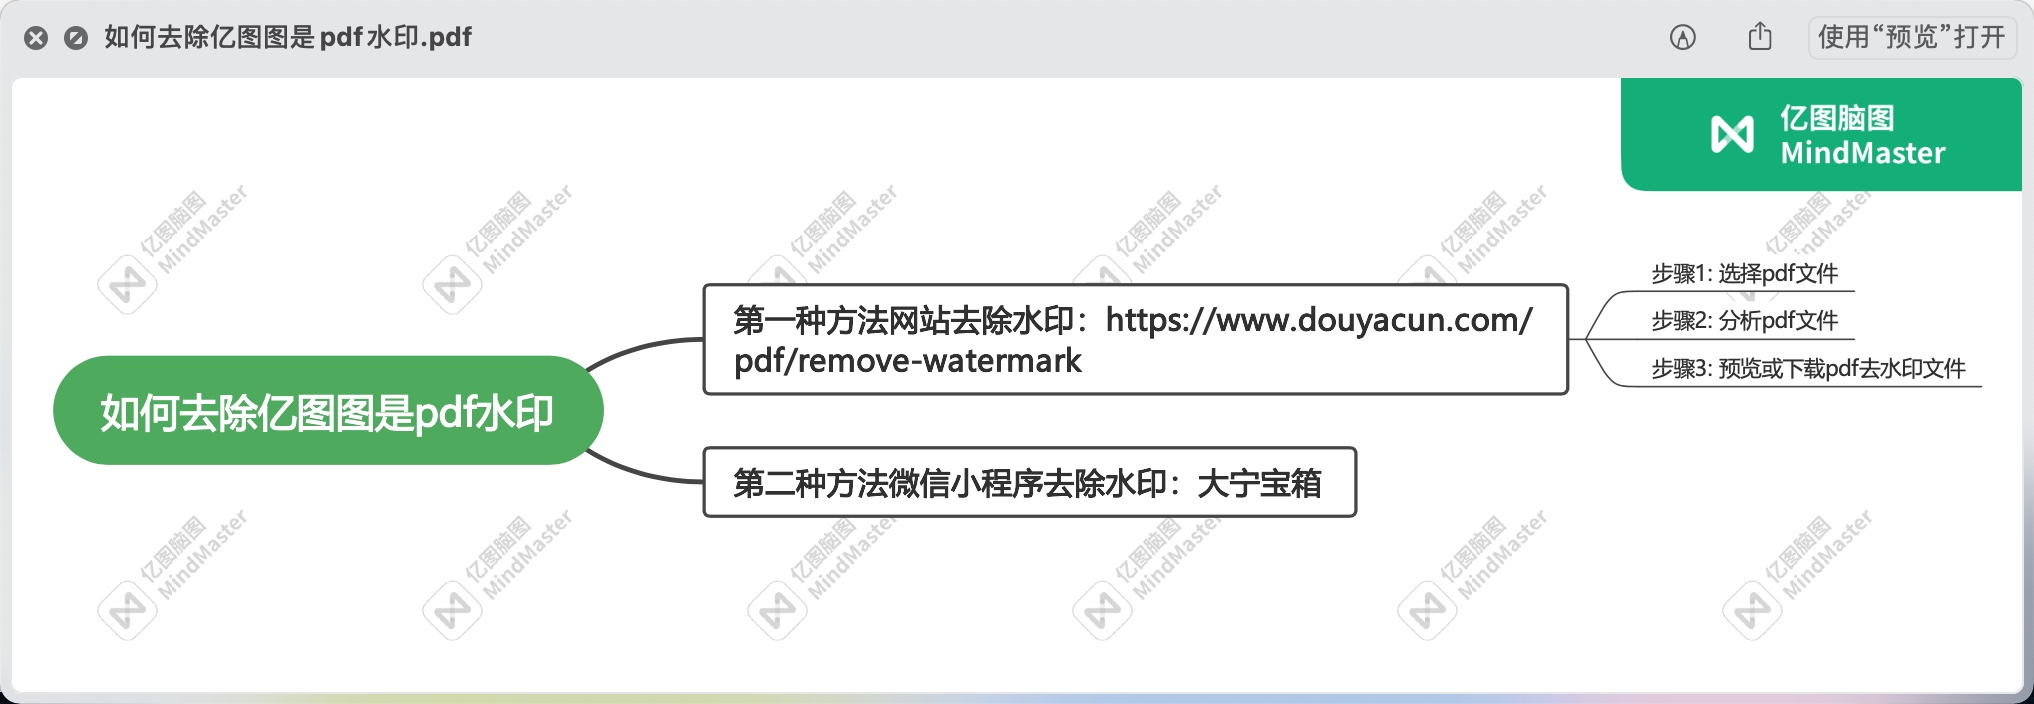 如何去除亿图图是pdf水印.pdf
使用“预览”打开
亿图脑图
MindMaster
亿图脑图
MindMaster
亿图脑图
MindMaster
亿图脑图
MindMaster
亿图脑图
MindMaster
亿图脑图
MindMaster
亿图脑图
MindMaster
步骤1: 选择pdf文件
第一种方法网站去除水印：https://www.douyacun.com/
pdf/remove-watermark
步骤2: 分析pdf文件
步骤3: 预览或下载pdf去水印文件
如何去除亿图图是pdf水印
第二种方法微信小程序去除水印：大宁宝箱
亿图脑图
MindMaster
亿图脑图
MindMaster
亿图脑图
MindMaster
亿图脑图
MindMaster
亿图脑图
MindMaster
亿图脑图
MindMaster